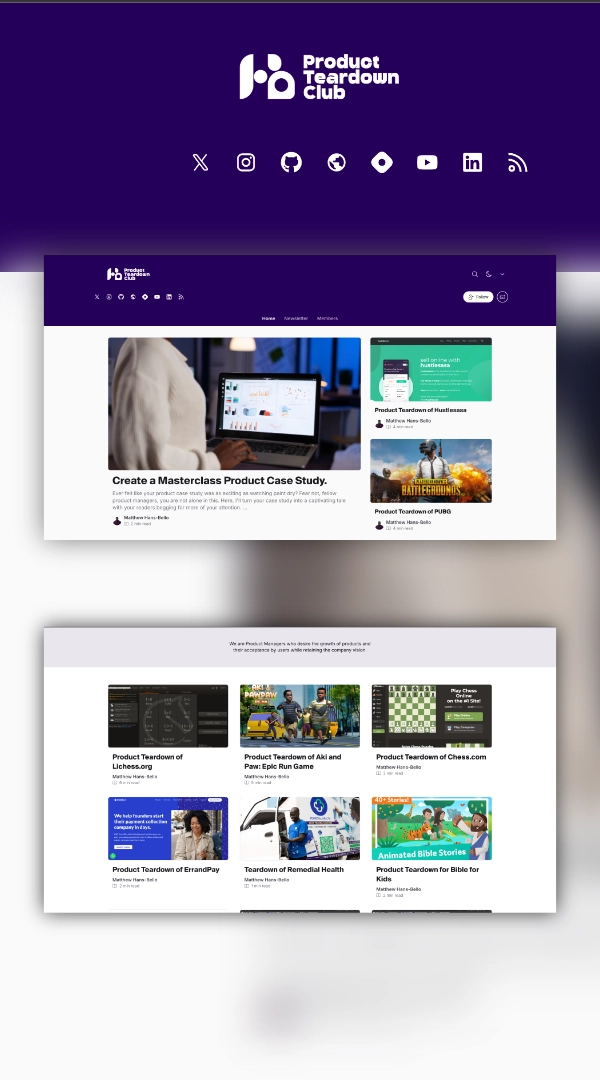 Product
Teardown
Club
Product
Teardown
Club
Follow
Home Newsletter Members
Create a Masterclass Product Case Study.
Ever felt like your product case study was as exciting as watching paint dry? Fear not, fellow
product managers, you are not alone in this. Here, I'll turn your case study into a captivating tale
with your readers begging for more of your attention. ...
Matthew Hans-Bello
2 min read
sell online with
hustlesasa
Product Teardown of Hustlesasa
Matthew Hans-Bello
4 min read
BATTLEGROUNDS
Product Teardown of PUBG
Matthew Hans-Bello
4 min read
We are Product Managers who desire the growth of products and
their acceptance by users while retaining the company vision
Product Teardown of
Lichess.org
Matthew Hans-Bello
6 min read
AKI &
PAWPAW
Product Teardown of Aki and
Paw: Epic Run Game
Matthew Hans-Bello
5 min read
Play Chess
Online
on the #1 Site!
Product Teardown of Chess.com
Matthew Hans-Bello
We help founders start
their payment collection
company in days.
Product Teardown of ErrandPay
Matthew Hans-Bello
2 min read
Teardown of Remedial Health
Matthew Hans-Bello
1 min read
40+ Stories!
Animated Bible Stories
Product Teardown for Bible for
Kids
Matthew Hans-Bello
2 min read